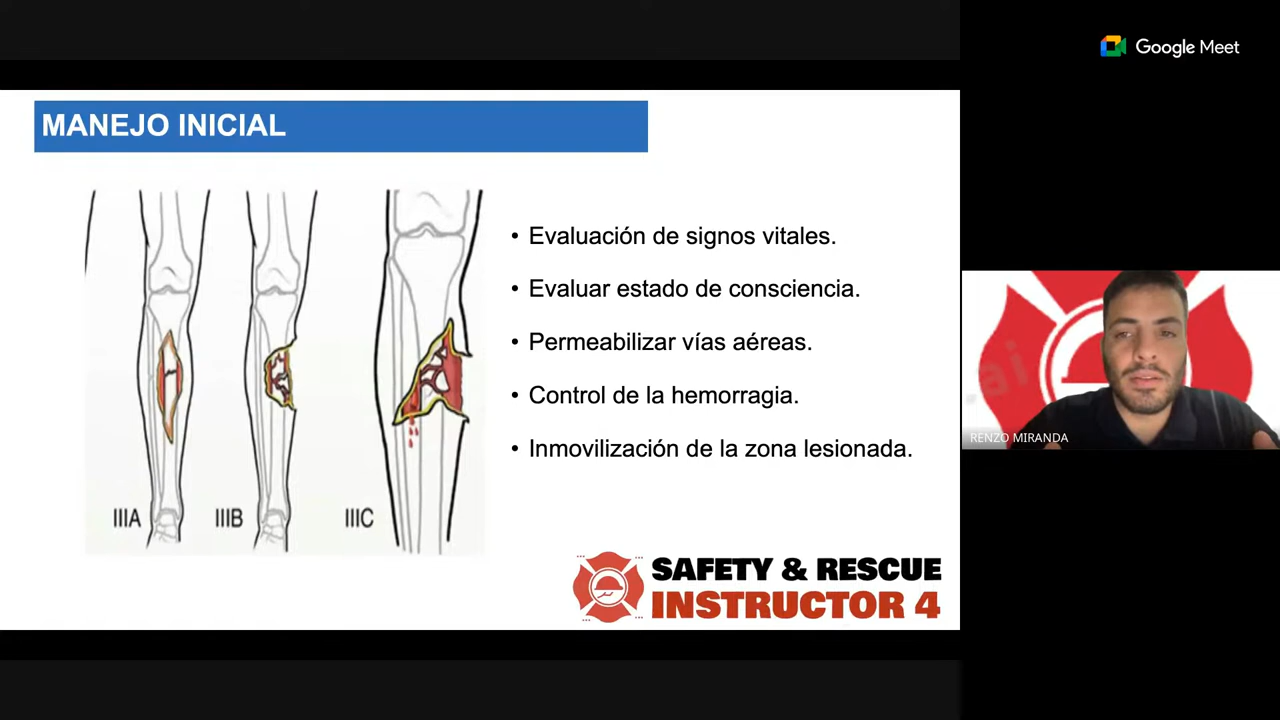 Google Meet
MANEJO INICIAL
• Evaluación de signos vitales.
• Evaluar estado de consciencia.
• Permeabilizar vías aéreas.
• Control de la hemorragia.
• Inmovilización de la zona lesionada.
IIIA
IIIB
IIIC
SAFETY & RESCUE
INSTRUCTOR 4
RENZO MIRANDA